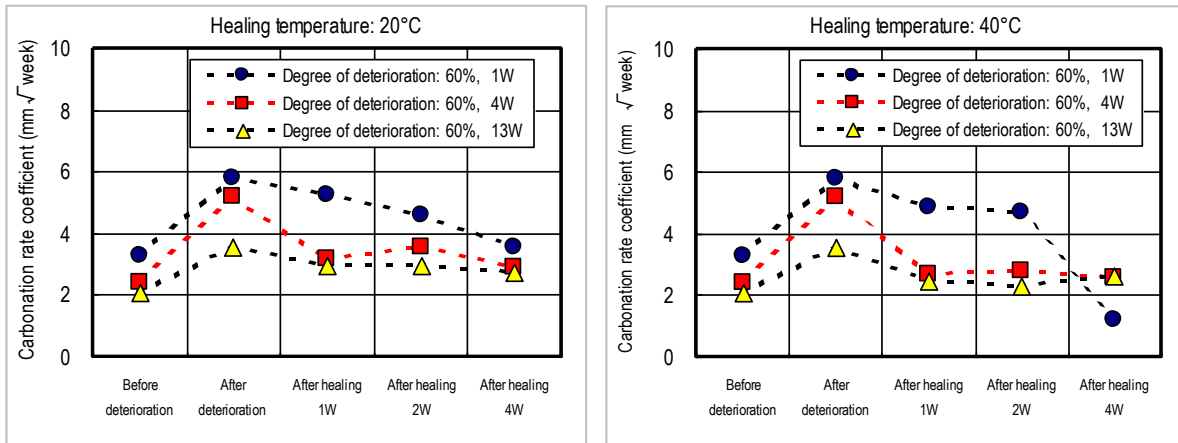 Healing temperature: 20°C
Carbonation rate coefficient (mm √ week)
10
8
6
4
2
0
Degree of deterioration: 60%, 1W
Degree of deterioration: 60%, 4W
Degree of deterioration: 60%, 13W
Before
deterioration
After
deterioration
After healing
1W
After healing
2W
After healing
4W
Healing temperature: 40°C
Carbonation rate coefficient (mm √ week)
10
8
6
4
2
0
Degree of deterioration: 60%, 1W
Degree of deterioration: 60%, 4W
Degree of deterioration: 60%, 13W
Before
deterioration
After
deterioration
After healing
1W
After healing
2W
After healing
4W